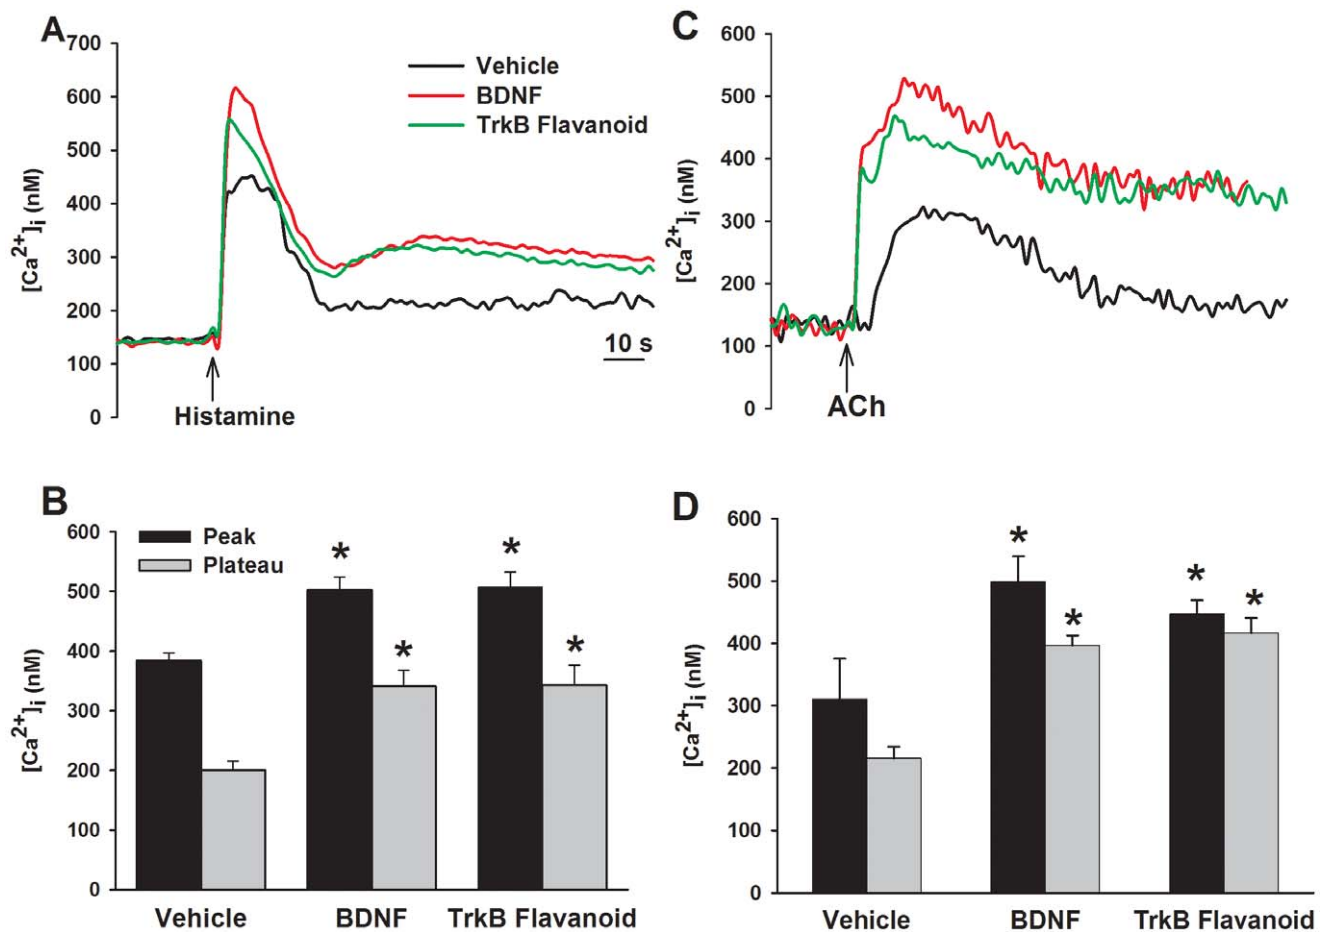 A
700
600
500
400
300
200
100
0
[Ca2+]i (nM)
Vehicle
BDNF
TrkB Flavanoid
10 s
Histamine
C
600
500
400
300
200
100
0
[Ca2+]i (nM)
ACh
B
600
500
400
300
200
100
0
[Ca2+]i (nM)
Peak
Plateau
*
*
*
*
Vehicle
BDNF
TrkB Flavanoid
D
600
500
400
300
200
100
0
[Ca2+]i (nM)
*
*
*
*
Vehicle
BDNF
TrkB Flavanoid